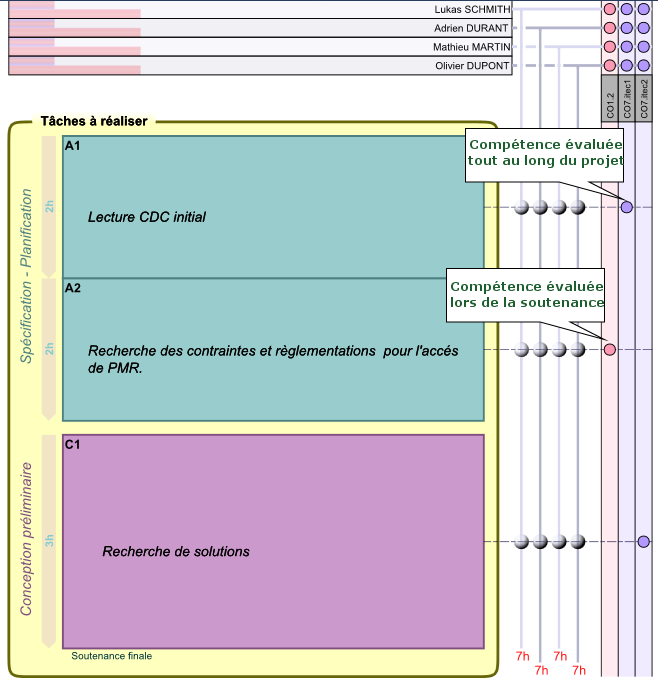 Lukas SCHMITH
Adrien DURANT
Mathieu MARTIN
Olivier DUPONT
CO1.2
CO7.itec1
CO7.itec2
Tâches à réaliser
Spécification - Planification
2h
A1
Lecture CDC initial
Compétence évaluée
tout au long du projet
2h
A2
Recherche des contraintes et règlementations pour l'accés
de PMR.
Compétence évaluée
lors de la soutenance
Conception préliminaire
3h
C1
Recherche de solutions
Soutenance finale
7h
7h
7h
7h